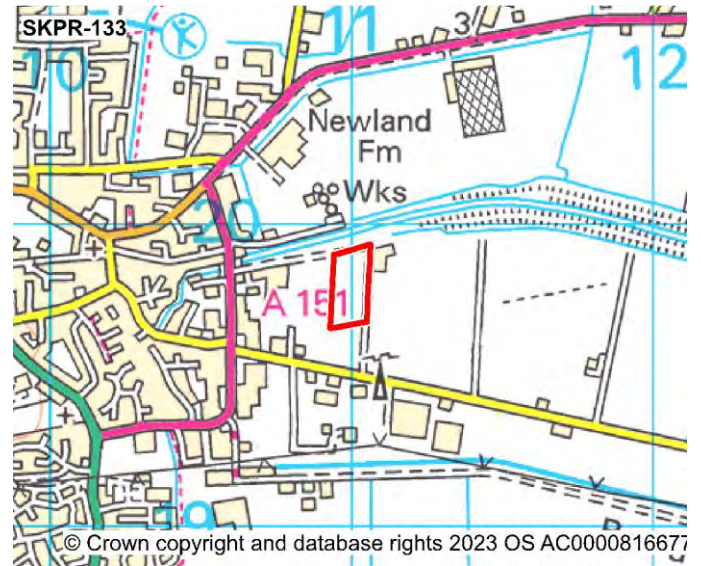 SKPR-133
10
11
12
3
Newland
Fm
Wks
20
A 151
19
© Crown copyright and database rights 2023 OS AC0000816677